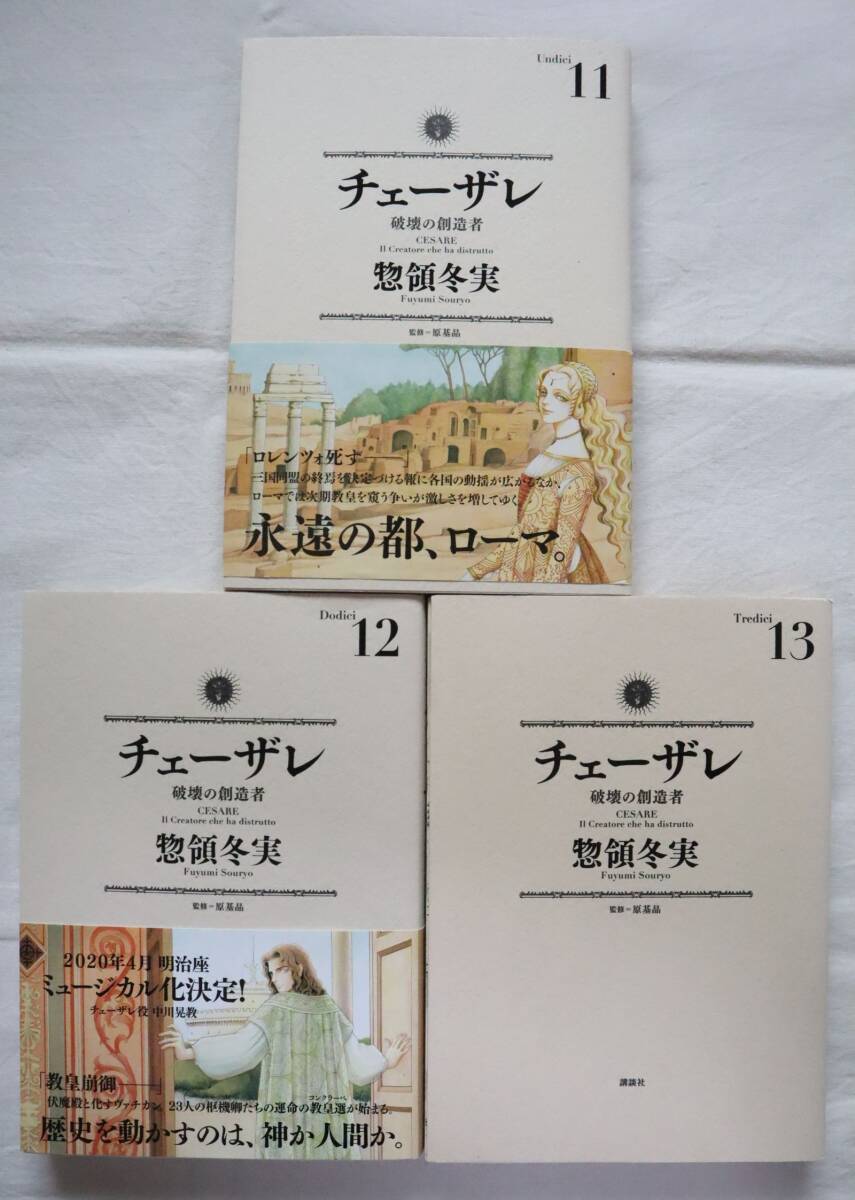 Undici
11
チェーザレ
破壊の創造者
CESARE
Il Creatore che ha distrutto
惣領冬実
Fuyumi Souryo
監修=原基晶
「ロレンツォ死す――」
三国同盟の終焉を決定づける報に各国の動揺が広がるなか、
ローマでは次期教皇を窺う争いが激しさを増してゆく
永遠の都、ローマ。
Dodici
12
チェーザレ
破壊の創造者
CESARE
Il Creatore che ha distrutto
惣領冬実
Fuyumi Souryo
監修=原基晶
2020年4月 明治座
ミュージカル化決定!
チェーザレ役 中川晃教
「教皇崩御――」
コンクラーベ
伏魔殿と化すヴァチカン。23人の枢機卿たちの運命の教皇選が始まる。
歴史を動かすのは、神か人間か。
Tredici
13
チェーザレ
破壊の創造者
CESARE
Il Creatore che ha distrutto
惣領冬実
Fuyumi Souryo
監修=原基晶
講談社